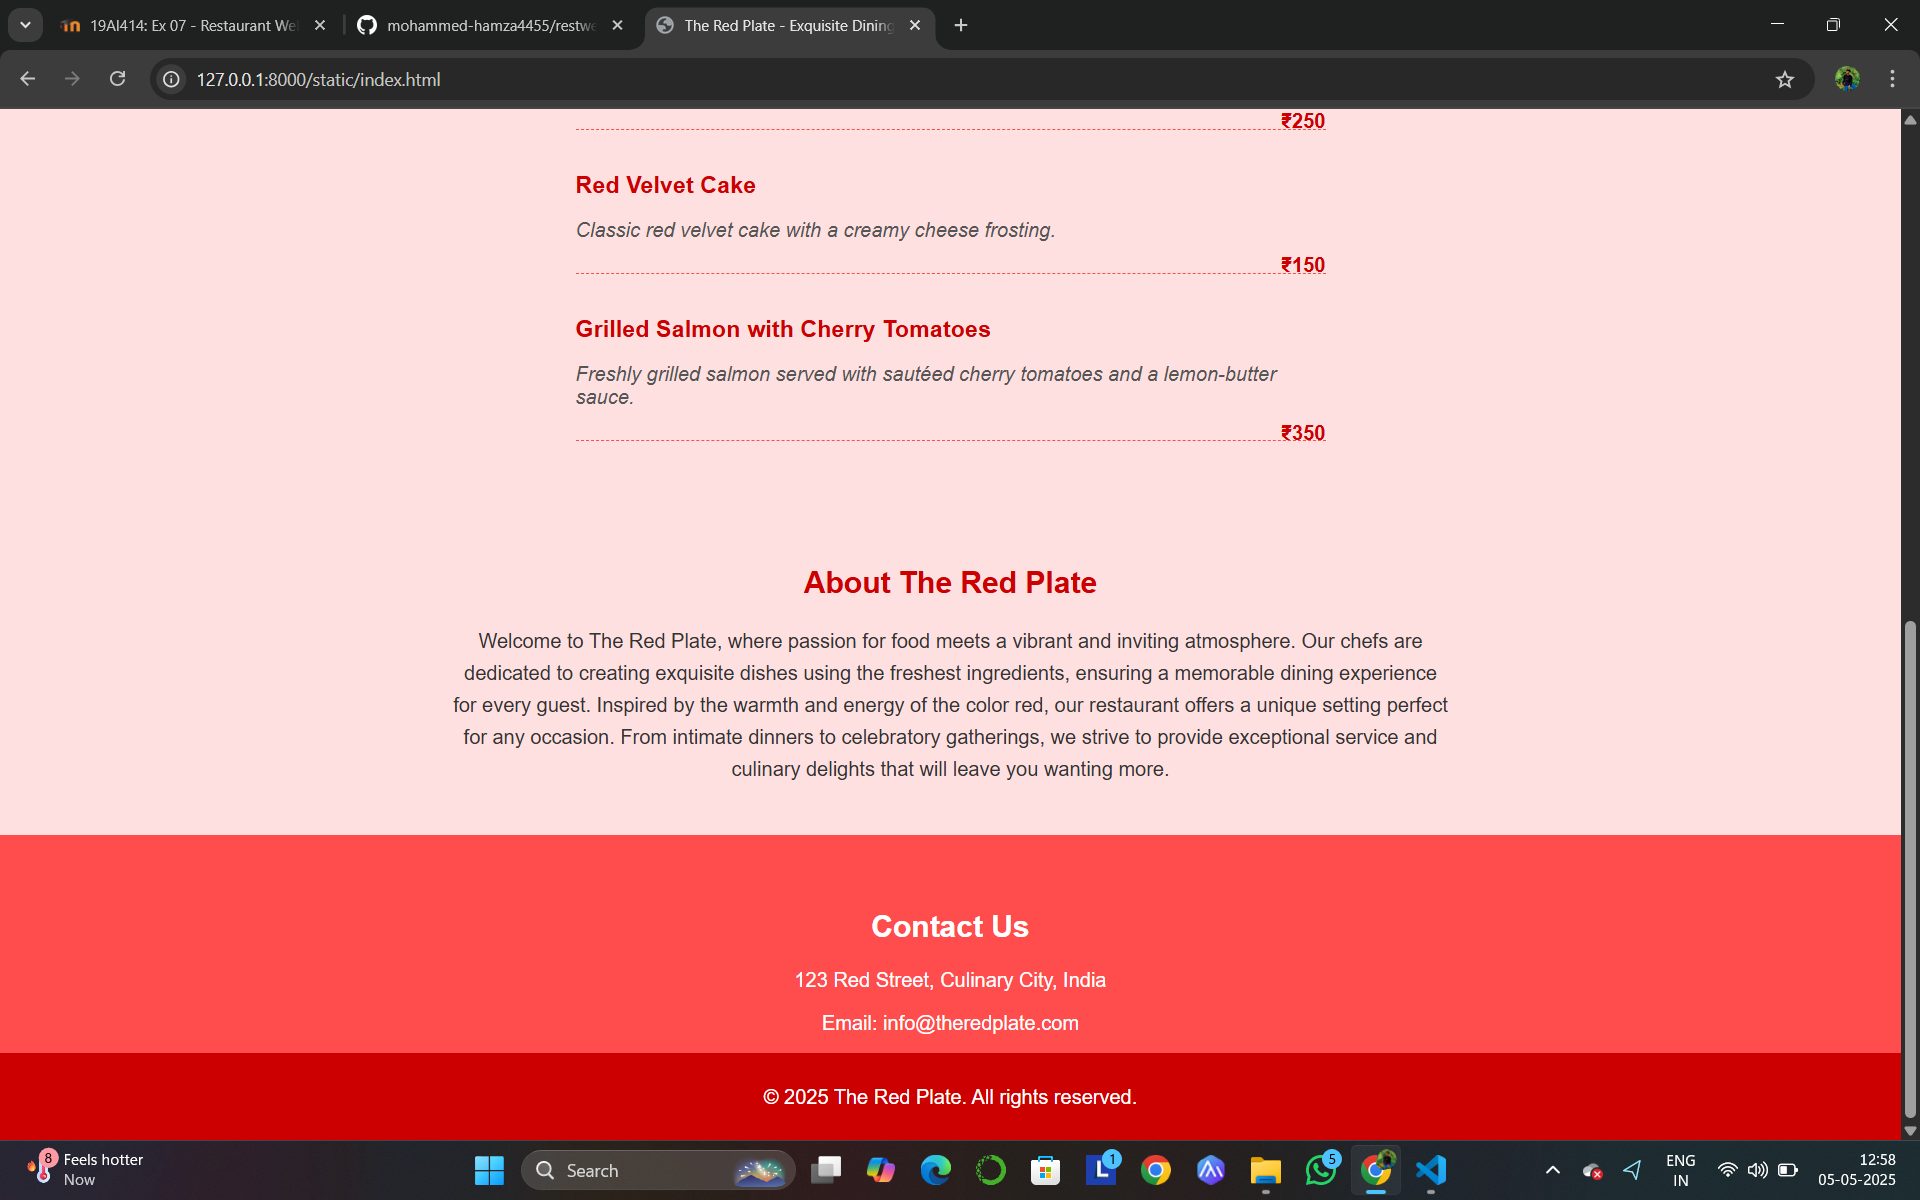 19AI414: Ex 07 - Restaurant We
mohammed-hamza4455/restwe
The Red Plate - Exquisite Dining
127.0.0.1:8000/static/index.html
₹250
Red Velvet Cake
Classic red velvet cake with a creamy cheese frosting.
₹150
Grilled Salmon with Cherry Tomatoes
Freshly grilled salmon served with sautéed cherry tomatoes and a lemon-butter
sauce.
₹350
About The Red Plate
Welcome to The Red Plate, where passion for food meets a vibrant and inviting atmosphere. Our chefs are
dedicated to creating exquisite dishes using the freshest ingredients, ensuring a memorable dining experience
for every guest. Inspired by the warmth and energy of the color red, our restaurant offers a unique setting perfect
for any occasion. From intimate dinners to celebratory gatherings, we strive to provide exceptional service and
culinary delights that will leave you wanting more.
Contact Us
123 Red Street, Culinary City, India
Email: info@theredplate.com
© 2025 The Red Plate. All rights reserved.
8
Feels hotter
Now
Search
L
1
5
ENG
IN
12:58
05-05-2025